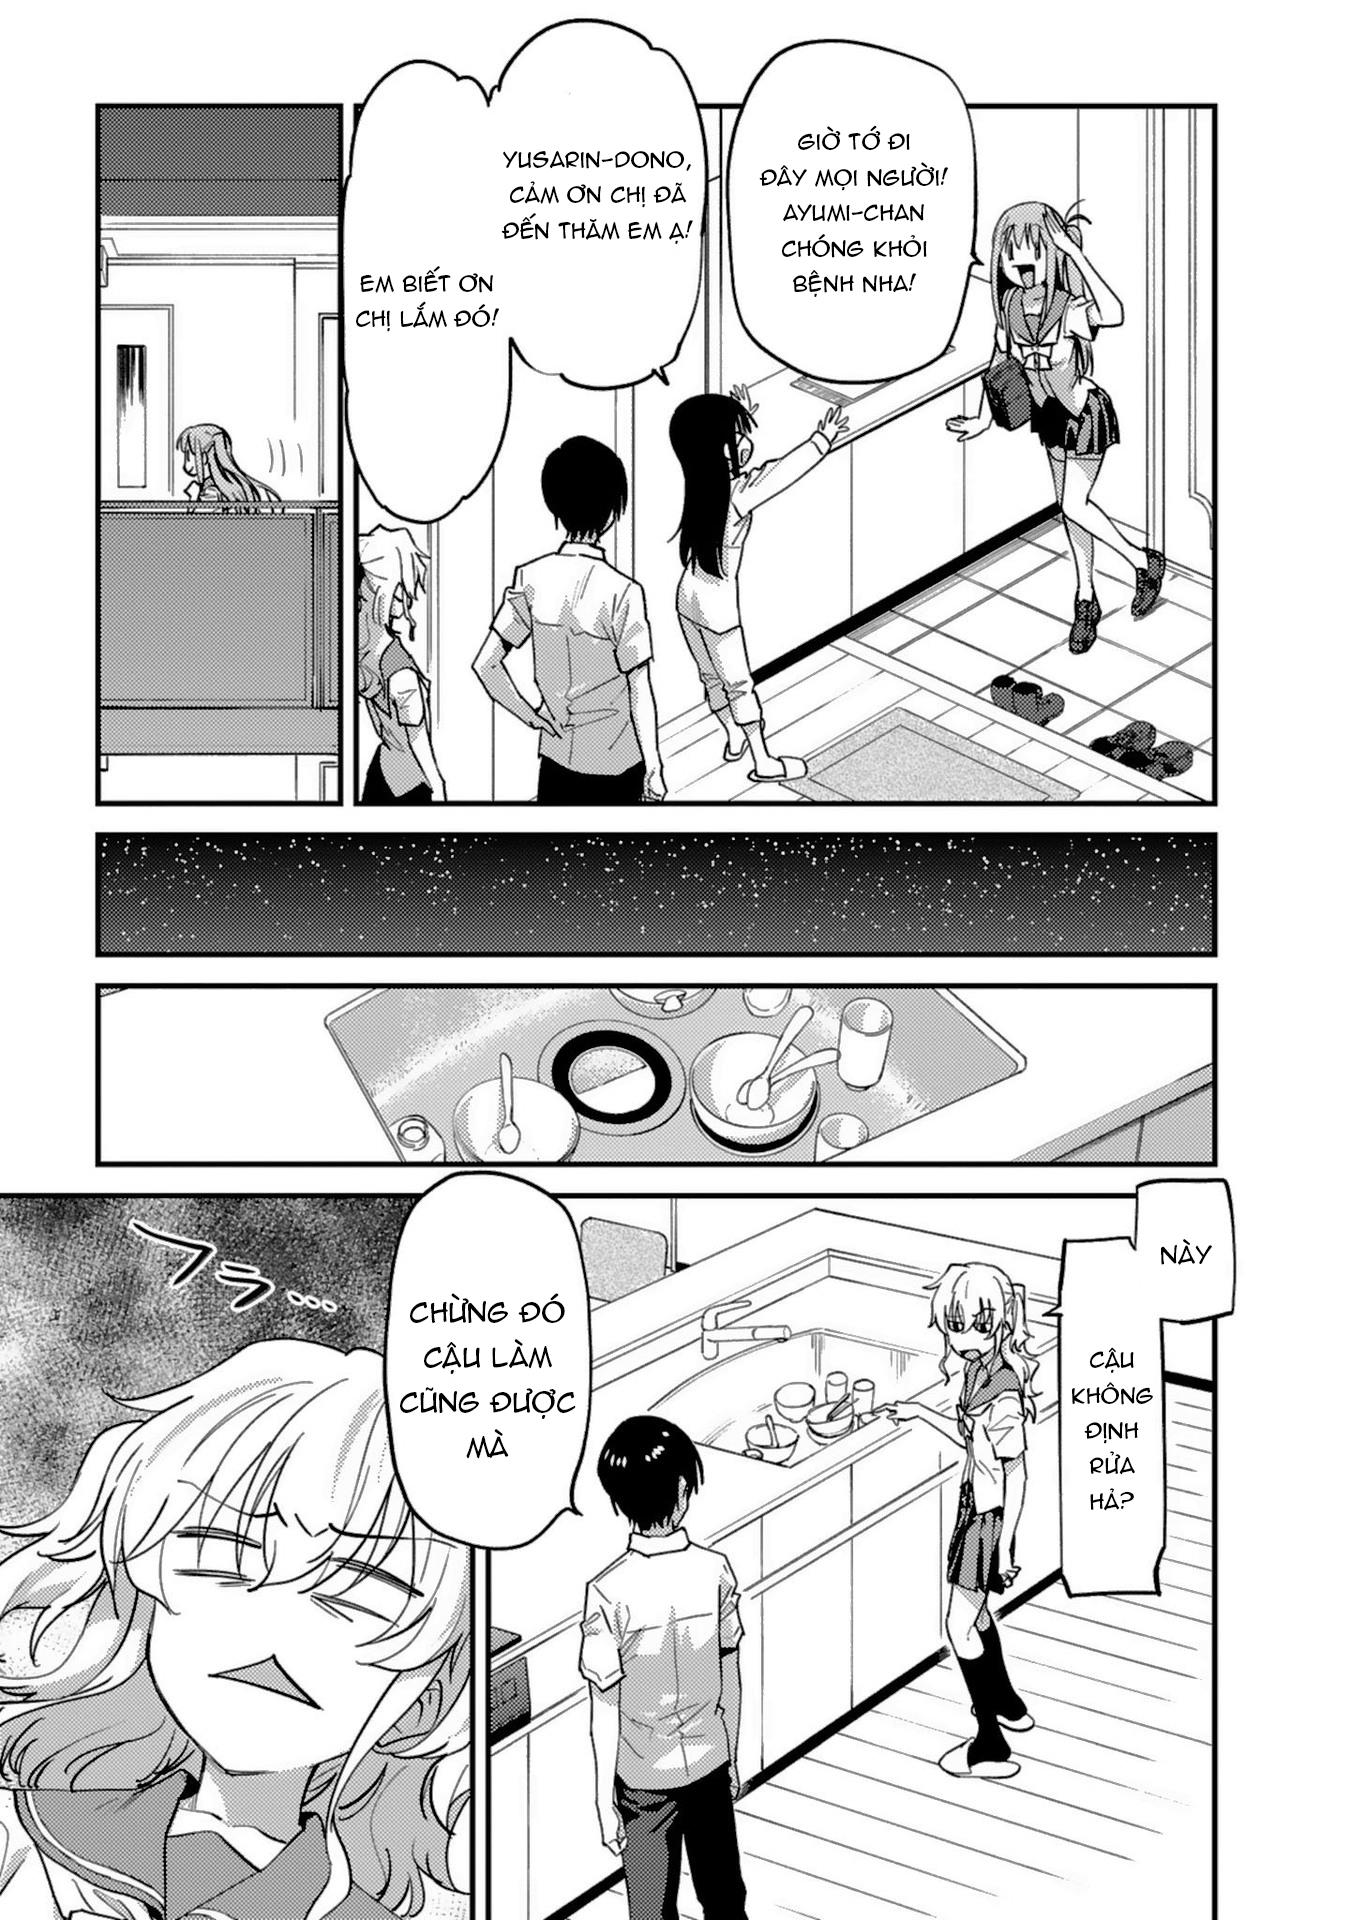 GIỜ TỚ ĐI
ĐÂY MỌI NGƯỜI!
AYUMI-CHAN
CHÓNG KHỎI
BỆNH NHA!
YUSARIN-DONO,
CẢM ƠN CHỊ ĐÃ
ĐẾN THĂM EM Ạ!
EM BIẾT ƠN
CHỊ LẮM ĐÓ!
NÀY
CẬU
KHÔNG
ĐỊNH
RỬA
HẢ?
CHỪNG ĐÓ
CẬU LÀM
CŨNG ĐƯỢC
MÀ
フラ…